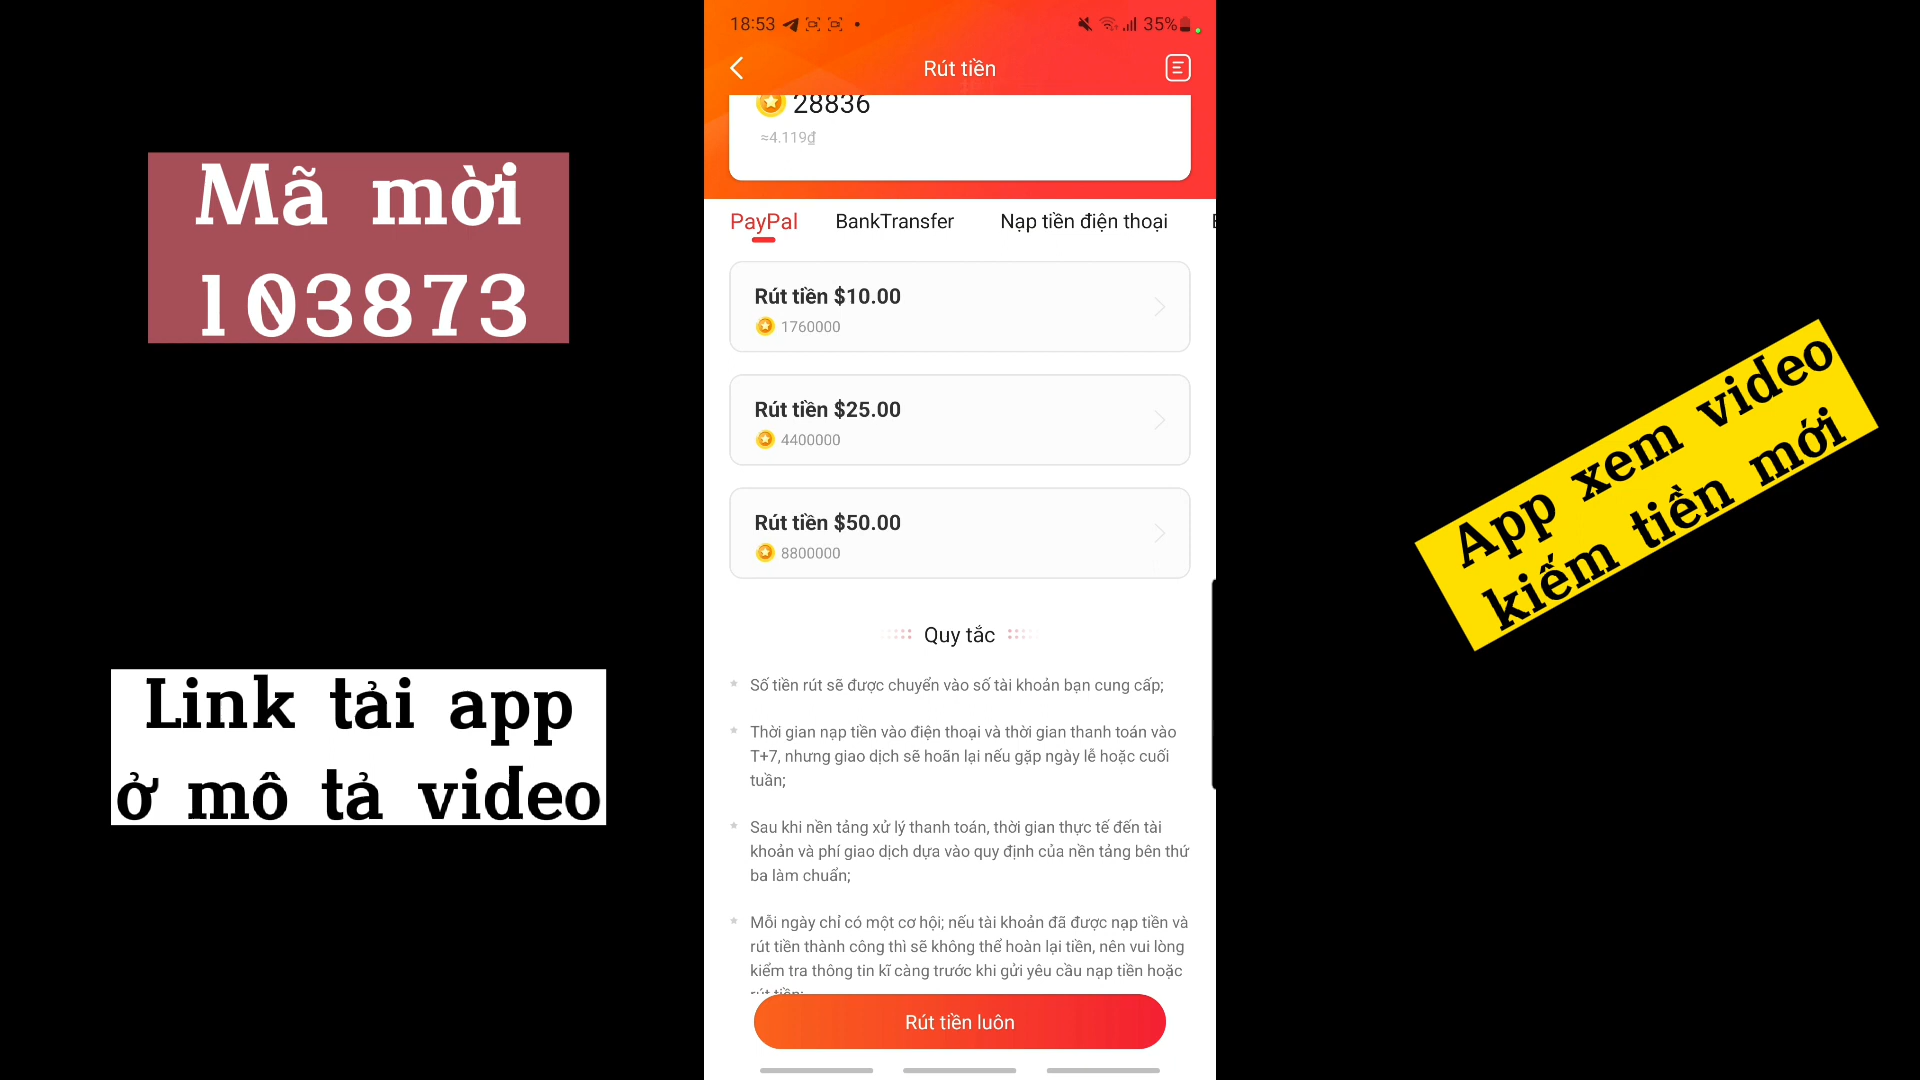 Mã mời
103873
Link tải app
ở mô tả video
18:53
35%
Rút tiền
28836
≈4.119₫
PayPal
BankTransfer
Nạp tiền điện thoại
Rút tiền $10.00
1760000
Rút tiền $25.00
4400000
Rút tiền $50.00
8800000
Quy tắc
Số tiền rút sẽ được chuyển vào số tài khoản bạn cung cấp;
Thời gian nạp tiền vào điện thoại và thời gian thanh toán vào
T+7, nhưng giao dịch sẽ hoãn lại nếu gặp ngày lễ hoặc cuối
tuần;
Sau khi nền tảng xử lý thanh toán, thời gian thực tế đến tài
khoản và phí giao dịch dựa vào quy định của nền tảng bên thứ
ba làm chuẩn;
Mỗi ngày chỉ có một cơ hội; nếu tài khoản đã được nạp tiền và
rút tiền thành công thì sẽ không thể hoàn lại tiền, nên vui lòng
kiểm tra thông tin kĩ càng trước khi gửi yêu cầu nạp tiền hoặc
rút tiền;
Rút tiền luôn
App xem video
kiếm tiền mới